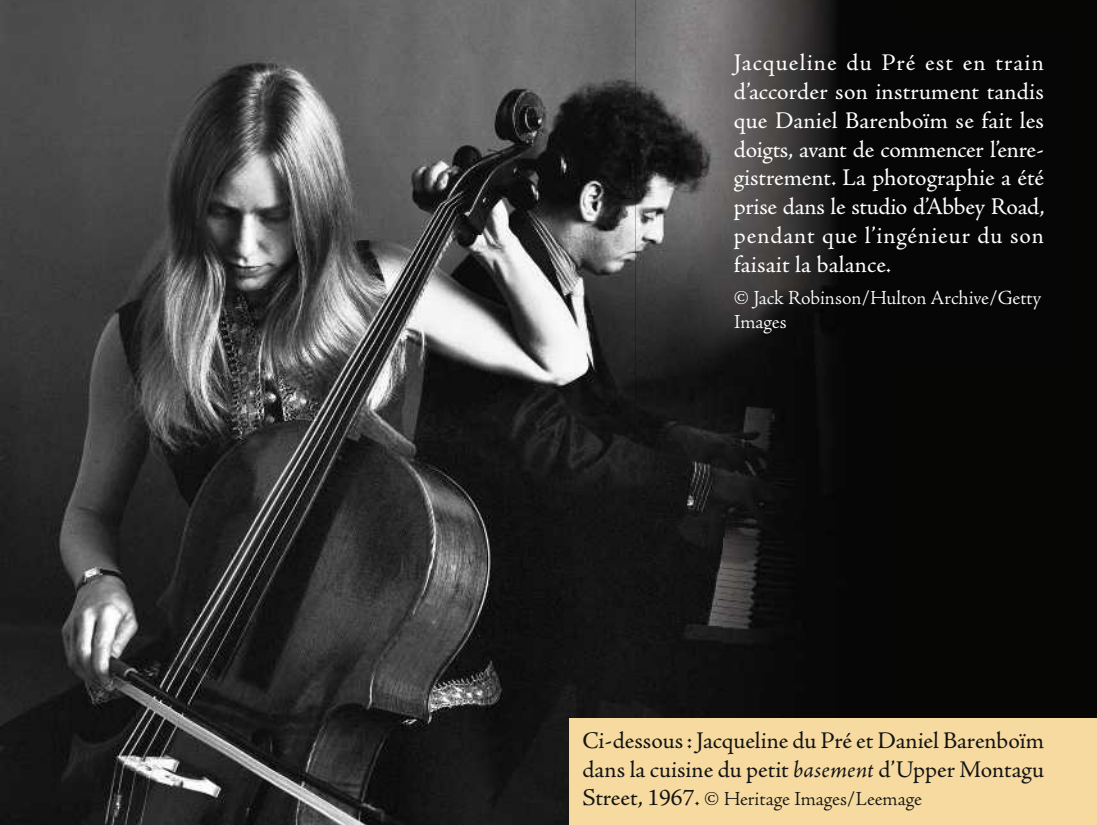 Jacqueline du Pré est en train
d’accorder son instrument tandis
que Daniel Barenboïm se fait les
doigts, avant de commencer l’enre-
gistrement. La photographie a été
prise dans le studio d’Abbey Road,
pendant que l’ingénieur du son
faisait la balance.
© Jack Robinson/Hulton Archive/Getty
Images
Ci-dessous : Jacqueline du Pré et Daniel Barenboïm
dans la cuisine du petit basement d’Upper Montagu
Street, 1967. © Heritage Images/Leemage